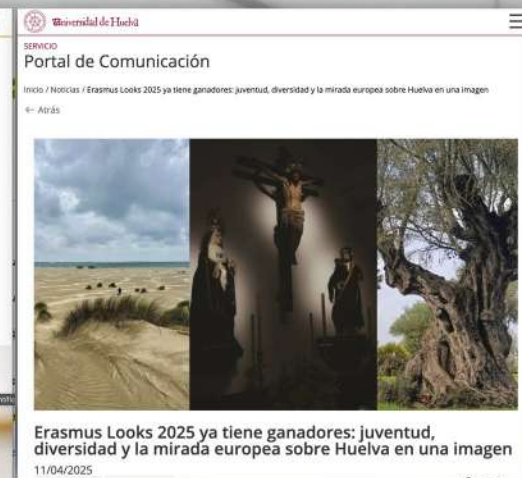 Universidad de Huelva
SERVICIO
Portal de Comunicación
Inicio / Noticias / Erasmus Looks 2025 ya tiene ganadores: juventud, diversidad y la mirada europea sobre Huelva en una imagen
← Atrás
Erasmus Looks 2025 ya tiene ganadores: juventud,
diversidad y la mirada europea sobre Huelva en una imagen
11/04/2025